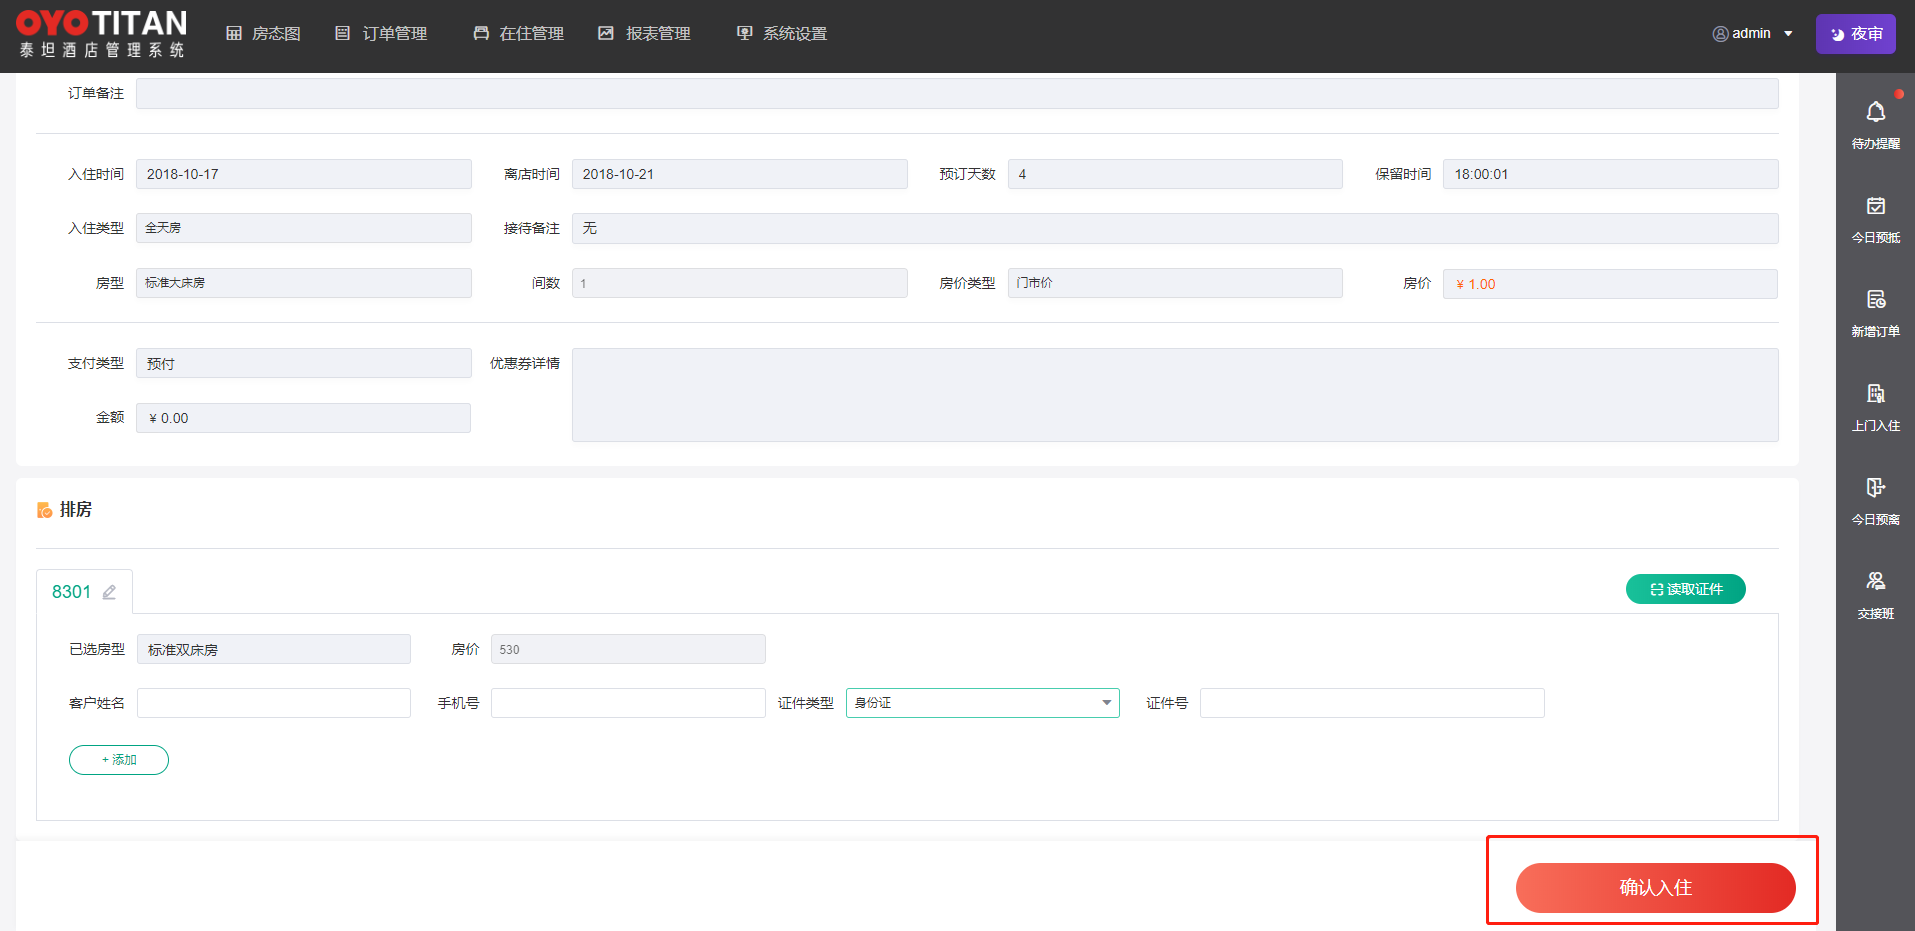 OYO TITAN
泰坦酒店管理系统
房态图 订单管理 在住管理 报表管理 系统设置
admin
夜审
订单备注
入住时间 2018-10-17 离店时间 2018-10-21 预订天数 4 保留时间 18:00:01
入住类型 全天房 接待备注 无
房型 标准大床房 间数 1 房价类型 门市价 房价 ¥ 1.00
支付类型 预付 优惠券详情
金额 ¥ 0.00
排房
8301
读取证件
已选房型 标准双床房 房价 530
客户姓名 手机号 证件类型 身份证 证件号
+ 添加
确认入住
待办提醒
今日预抵
新增订单
上门入住
今日预离
交接班